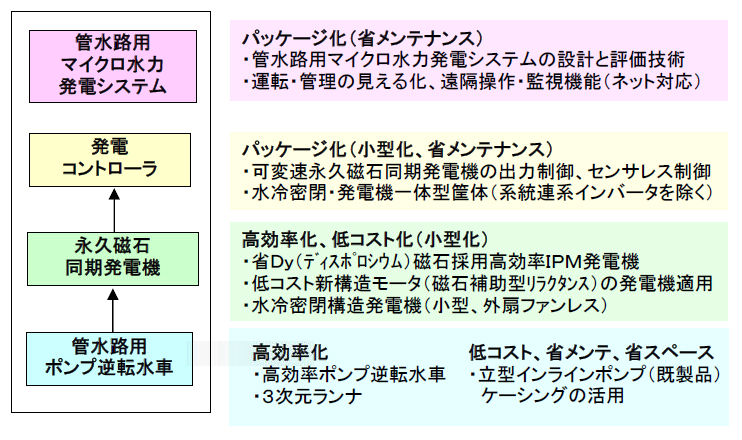 管水路用
マイクロ水力
発電システム
パッケージ化（省メンテナンス）
・管水路用マイクロ水力発電システムの設計と評価技術
・運転・管理の見える化、遠隔操作・監視機能（ネット対応）
発電
コントローラ
パッケージ化（小型化、省メンテナンス）
・可変速永久磁石同期発電機の出力制御、センサレス制御
・水冷密閉・発電機一体型筐体（系統連系インバータを除く）
永久磁石
同期発電機
高効率化、低コスト化（小型化）
・省Dy（ﾃﾞｨｽﾌﾟﾛｼｳﾑ）磁石採用高効率IPM発電機
・低コスト新構造モータ（磁石補助型ﾘﾗｸﾀﾝｽ）の発電機適用
・水冷密閉構造発電機（小型、外扇ファンレス）
管水路用
ポンプ逆転水車
高効率化
・高効率ポンプ逆転水車
・３次元ランナ
低コスト、省メンテ、省スペース
・立型インラインポンプ（既製品）
ケーシングの活用